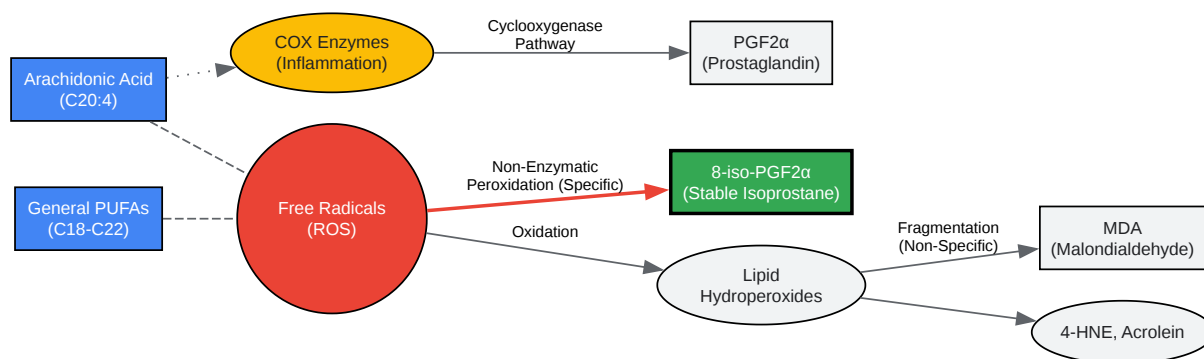 COX Enzymes
(Inflammation)
Cyclooxygenase
Pathway
PGF2α
(Prostaglandin)
Arachidonic Acid
(C20:4)
General PUFAs
(C18-C22)
Free Radicals
(ROS)
Non-Enzymatic
Peroxidation (Specific)
8-iso-PGF2α
(Stable Isoprostane)
Oxidation
Lipid
Hydroperoxides
Fragmentation
(Non-Specific)
MDA
(Malondialdehyde)
4-HNE, Acrolein